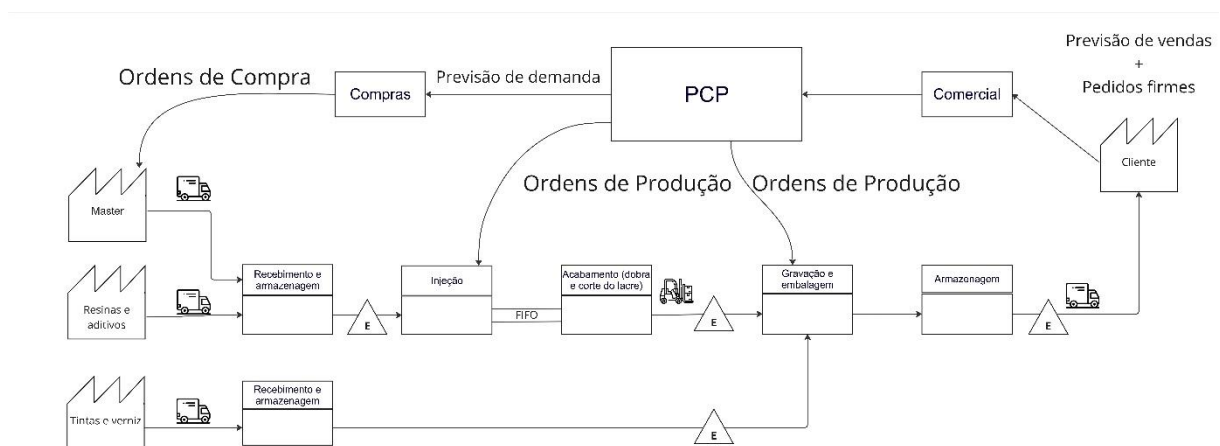 Previsão de vendas
+
Pedidos firmes
Ordens de Compra
Compras
Previsão de demanda
PCP
Comercial
Cliente
Ordens de Produção
Ordens de Produção
Master
Recebimento e
armazenagem
Injeção
Acabamento (dobra
e corte do lacre)
Gravação e
embalagem
Armazenagem
Resinas e
aditivos
E
FIFO
E
E
Recebimento e
armazenagem
Tintas e verniz
E